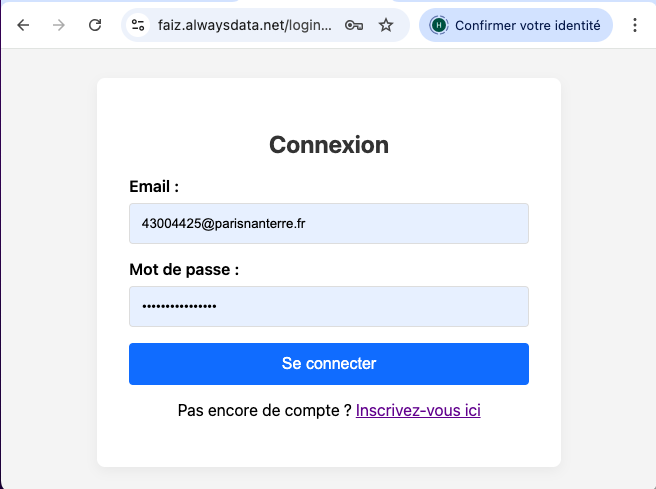 faiz.alwaysdata.net/login...
H
Confirmer votre identité
Connexion
Email :
43004425@parisnanterre.fr
Mot de passe :
••••••••••••••••
Se connecter
Pas encore de compte ? Inscrivez-vous ici